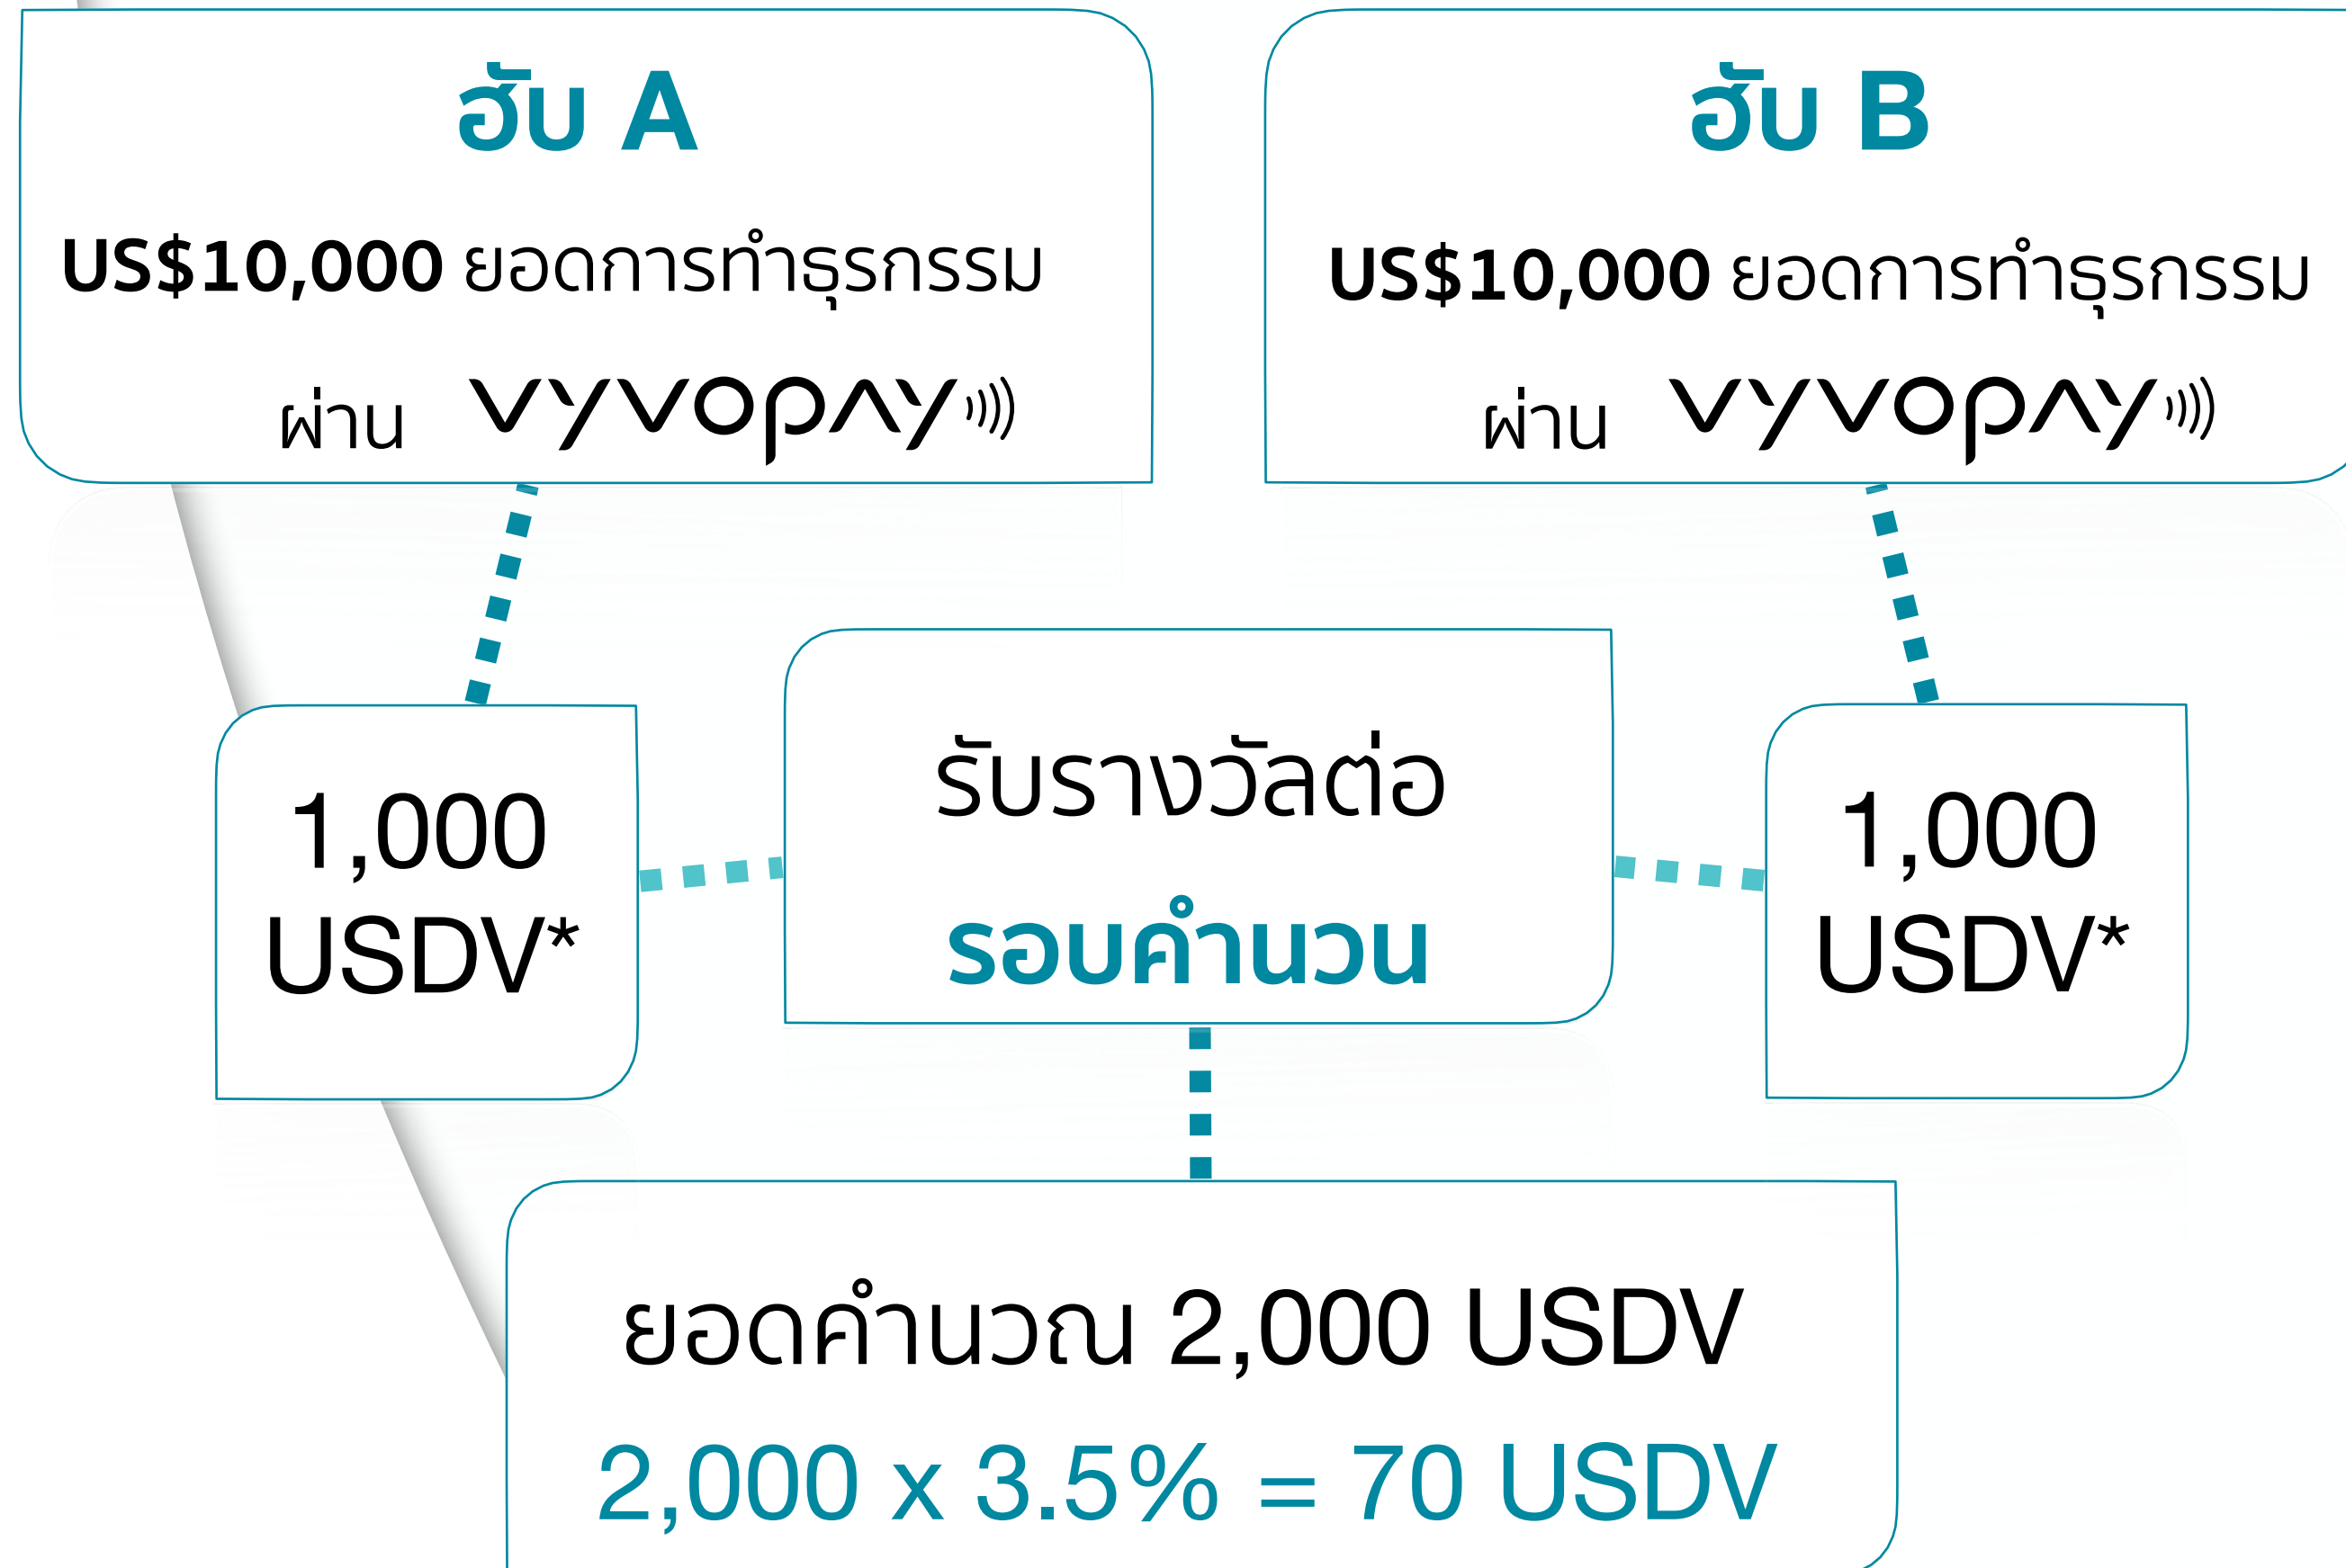 ฮับ A
US$10,000 ยอดการทำธุรกรรม
ผ่าน vyvopay
ฮับ B
US$10,000 ยอดการทำธุรกรรม
ผ่าน vyvopay
1,000
USDV*
รับรางวัลต่อ
รอบคำนวน
1,000
USDV*
ยอดคำนวณ 2,000 USDV
2,000 x 3.5% = 70 USDV